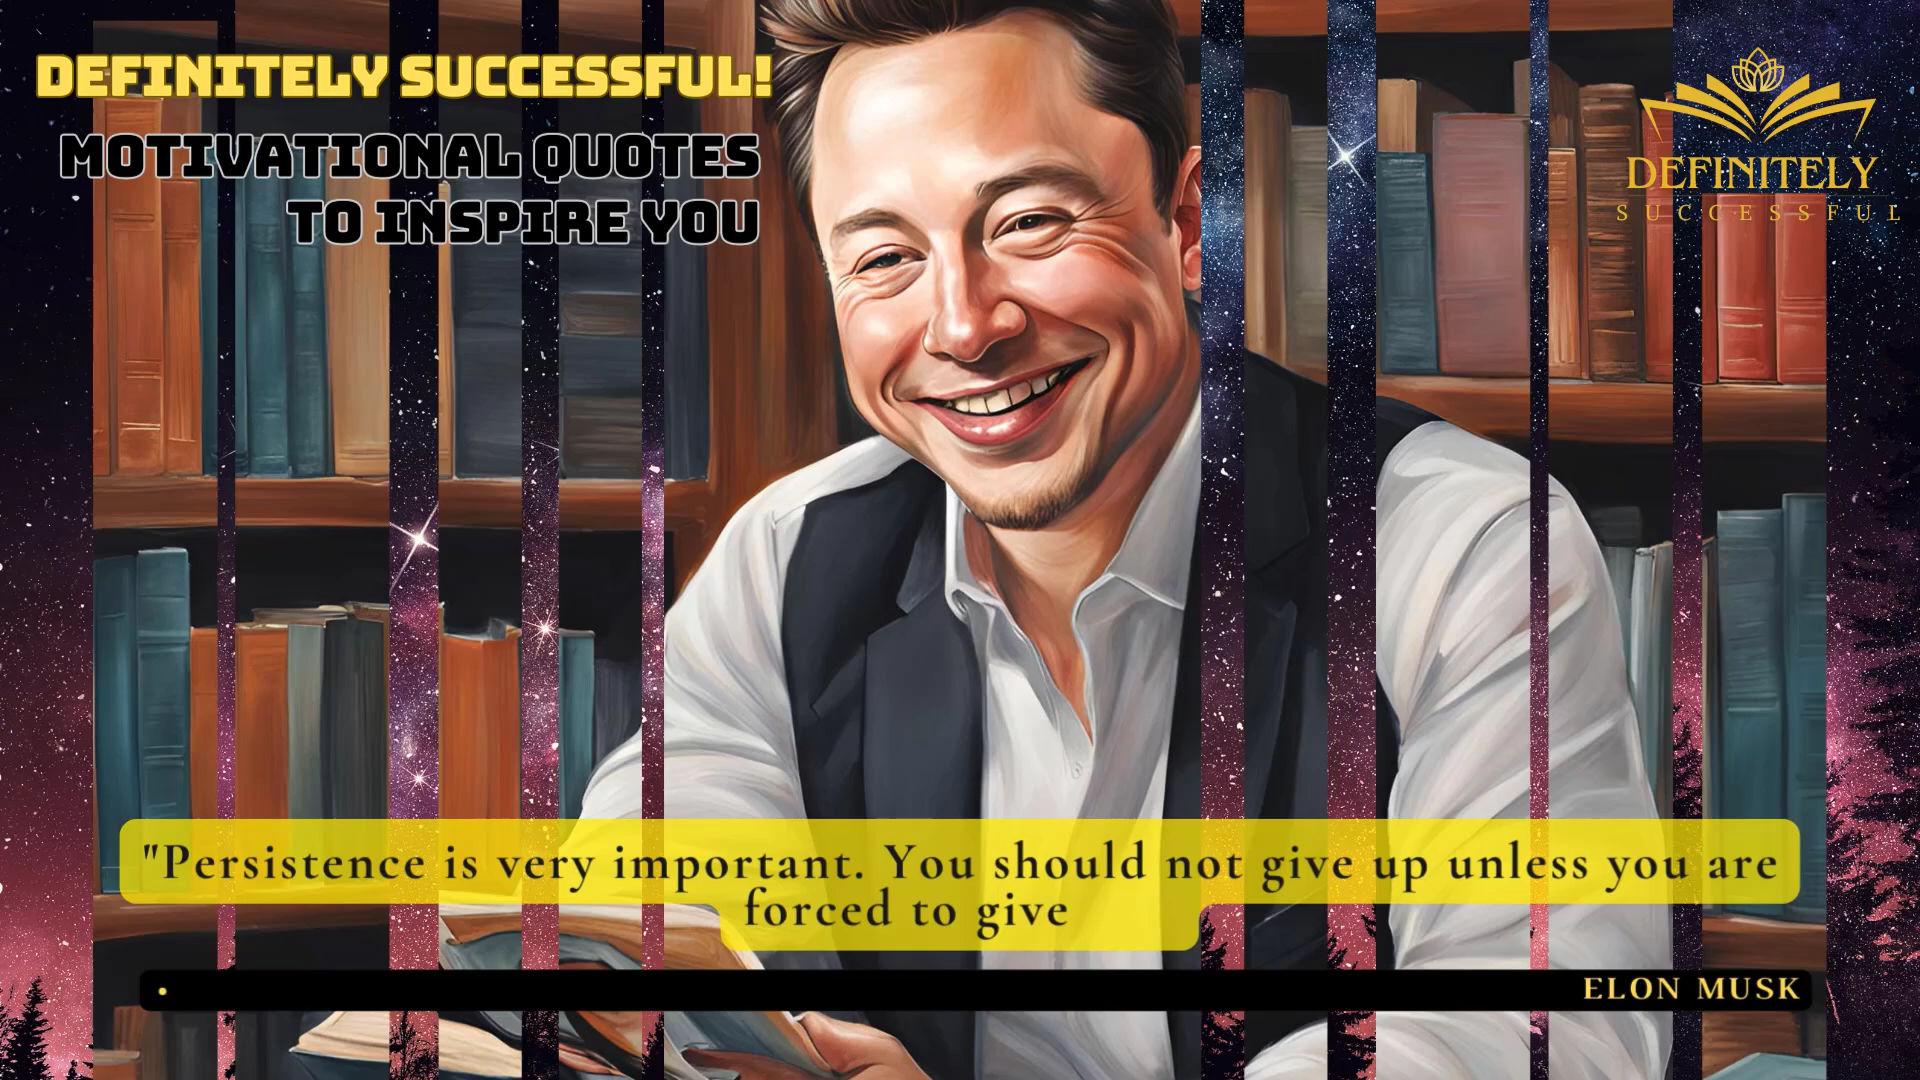 DEFINITELY SUCCESSFUL!
MOTIVATIONAL QUOTES
TO INSPIRE YOU
DEFINITELY
SUCCESSFUL
"Persistence is very important. You should not give up unless you are
forced to give
ELON MUSK